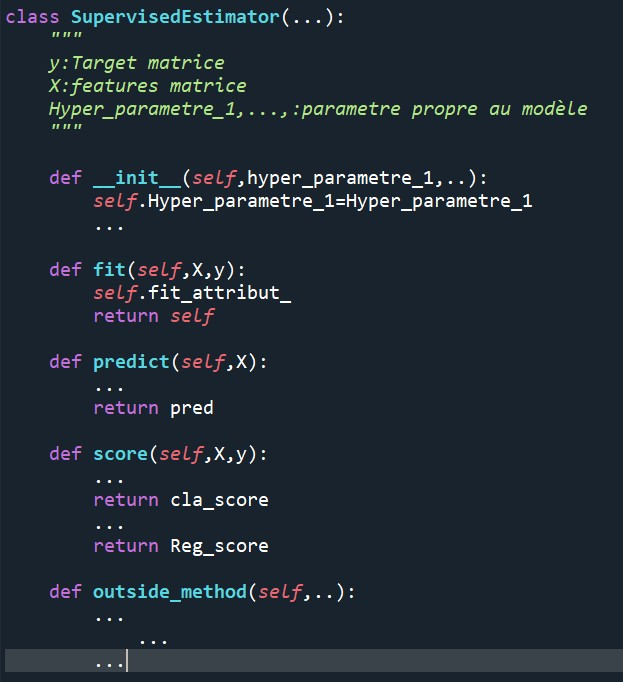 class SupervisedEstimator(...):
    """
    y:Target matrice
    X:features matrice
    Hyper_parametre_1,...,:parametre propre au modèle
    """
    def __init__(self,hyper_parametre_1,..):
        self.Hyper_parametre_1=Hyper_parametre_1
        ...
    def fit(self,X,y):
        self.fit_attribut_
        return self
    def predict(self,X):
        ...
        return pred
    def score(self,X,y):
        ...
        return cla_score
        ...
        return Reg_score
    def outside_method(self,..):
        ...
            ...
        ...